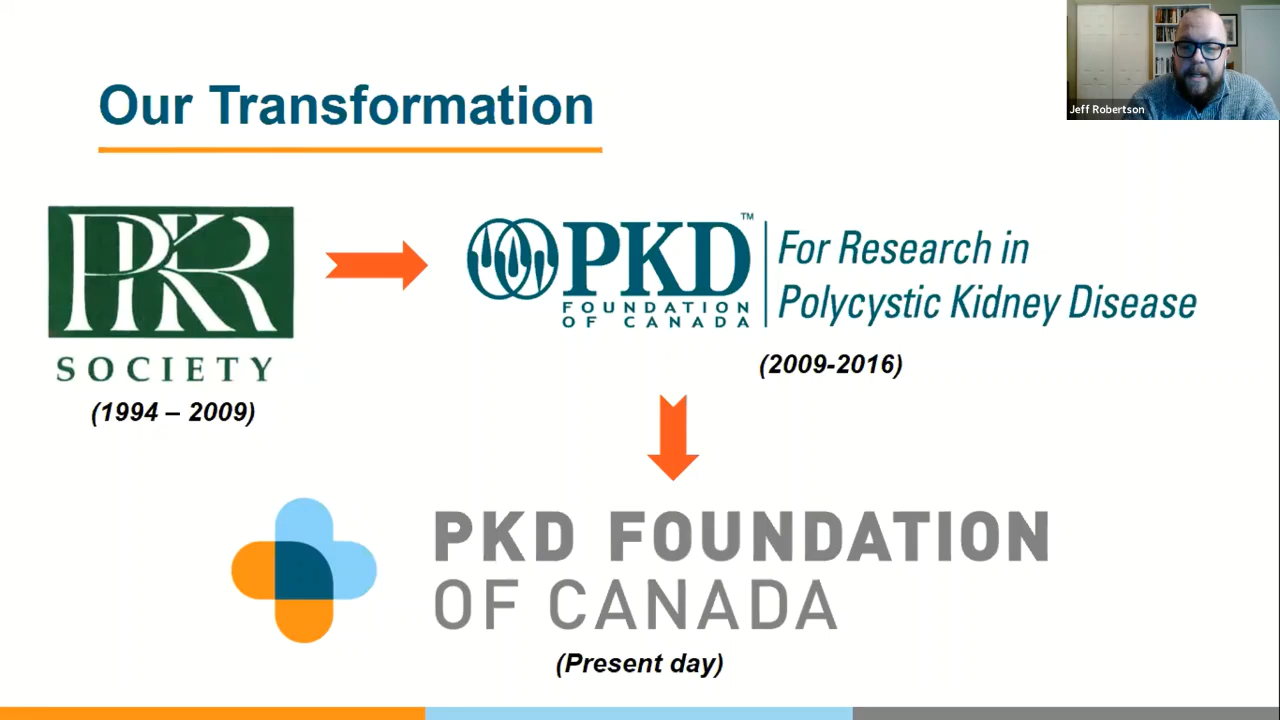 Our Transformation
Jeff Robertson
PKR
SOCIETY
(1994 – 2009)
PKD™
FOUNDATION
OF CANADA
For Research in
Polycystic Kidney Disease
(2009-2016)
PKD FOUNDATION
OF CANADA
(Present day)